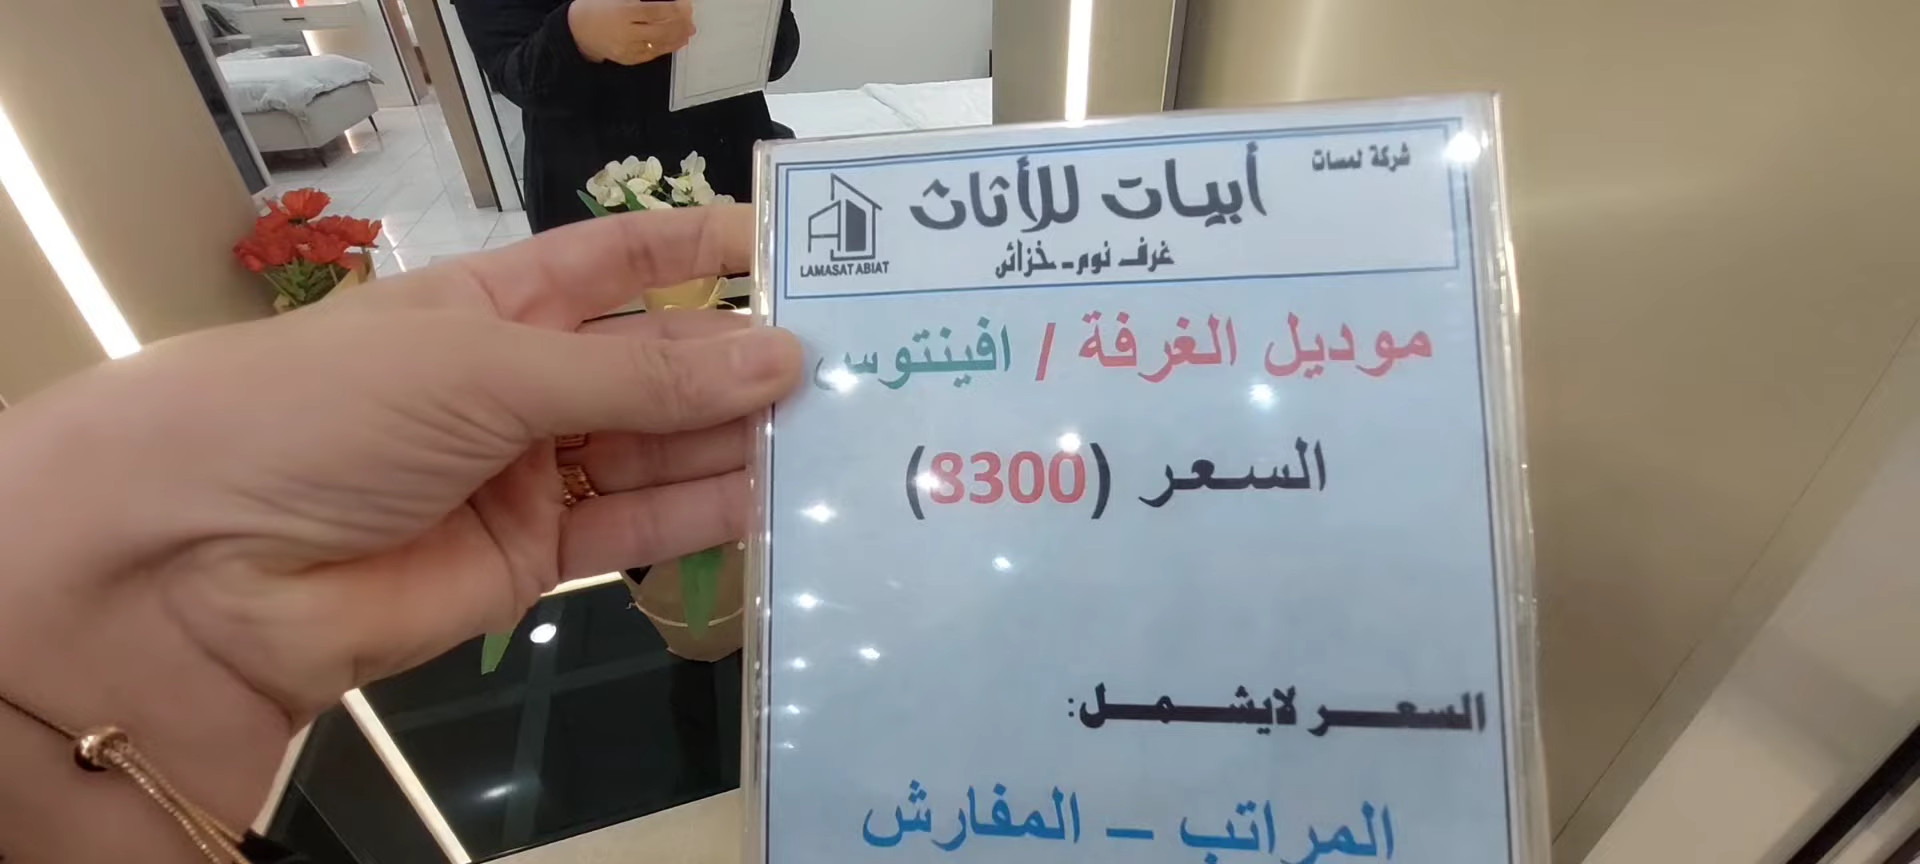 شركة لمسات
أبيات للأثاث
غرف نوم - خزائن
LAMASAT ABIAT
موديل الغرفة / افينتوس
السعر (8300)
السعر لايشمل:
المراتب – المفارش